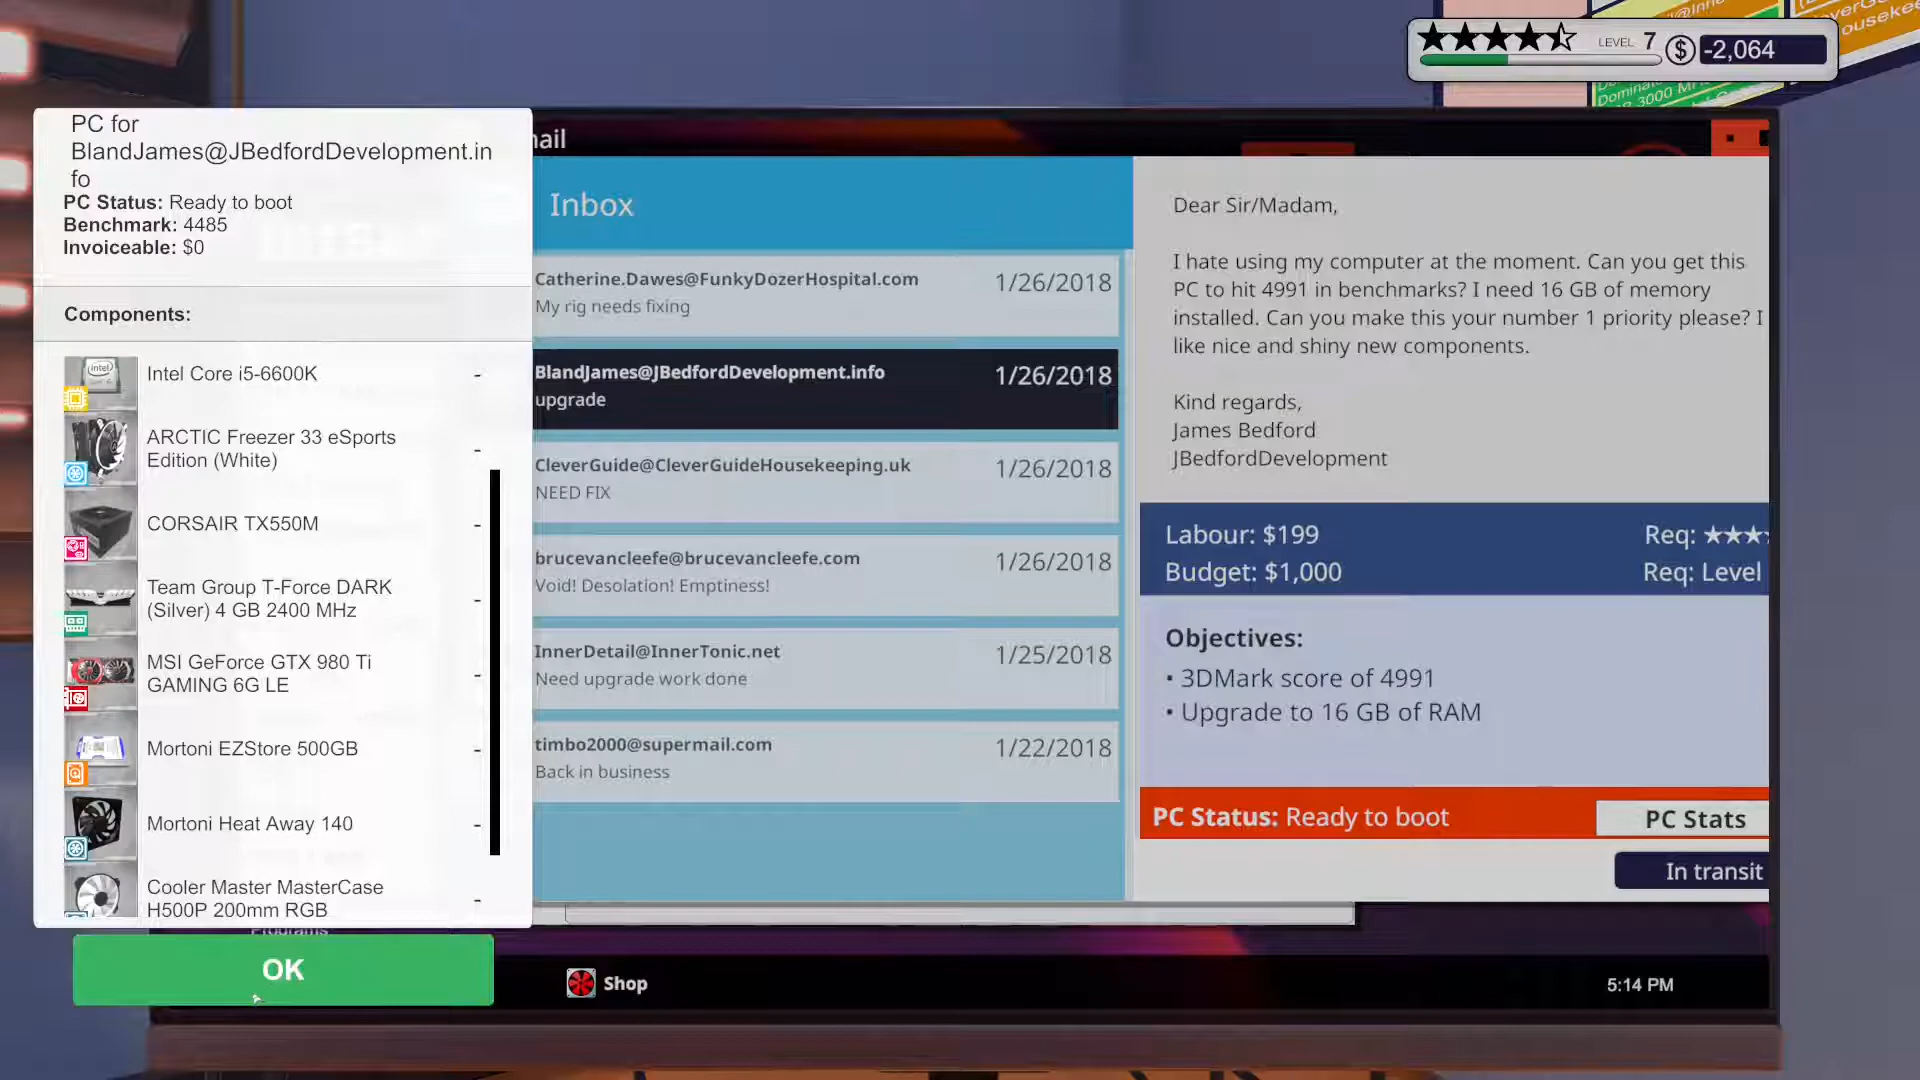 LEVEL 7
-2,064
PC for
BlandJames@JBedfordDevelopment.in
fo
PC Status: Ready to boot
Benchmark: 4485
Invoiceable: $0
Components:
Intel Core i5-6600K -
ARCTIC Freezer 33 eSports
Edition (White) -
CORSAIR TX550M -
Team Group T-Force DARK
(Silver) 4 GB 2400 MHz -
MSI GeForce GTX 980 Ti
GAMING 6G LE -
Mortoni EZStore 500GB -
Mortoni Heat Away 140 -
Cooler Master MasterCase
H500P 200mm RGB -
OK
Programs
Shop
5:14 PM
Inbox
Catherine.Dawes@FunkyDozerHospital.com 1/26/2018
My rig needs fixing
BlandJames@JBedfordDevelopment.info 1/26/2018
upgrade
CleverGuide@CleverGuideHousekeeping.uk 1/26/2018
NEED FIX
brucevancleefe@brucevancleefe.com 1/26/2018
Void! Desolation! Emptiness!
InnerDetail@InnerTonic.net 1/25/2018
Need upgrade work done
timbo2000@supermail.com 1/22/2018
Back in business
Dear Sir/Madam,
I hate using my computer at the moment. Can you get this
PC to hit 4991 in benchmarks? I need 16 GB of memory
installed. Can you make this your number 1 priority please? I
like nice and shiny new components.
Kind regards,
James Bedford
JBedfordDevelopment
Labour: $199 Req: ★★★
Budget: $1,000 Req: Level
Objectives:
• 3DMark score of 4991
• Upgrade to 16 GB of RAM
PC Status: Ready to boot PC Stats
In transit